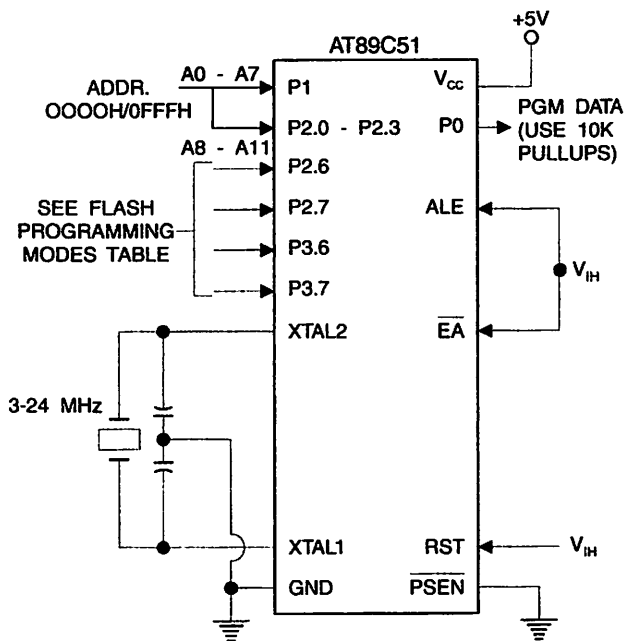 +5V
AT89C51
ADDR.
OOOOH/0FFFH
A0 - A7
P1
VCC
P2.0 - P2.3
P0
PGM DATA
(USE 10K
PULLUPS)
A8 - A11
P2.6
SEE FLASH
PROGRAMMING
MODES TABLE
P2.7
ALE
P3.6
VIH
P3.7
XTAL2
EA
3-24 MHz
XTAL1
RST
VIH
GND
PSEN